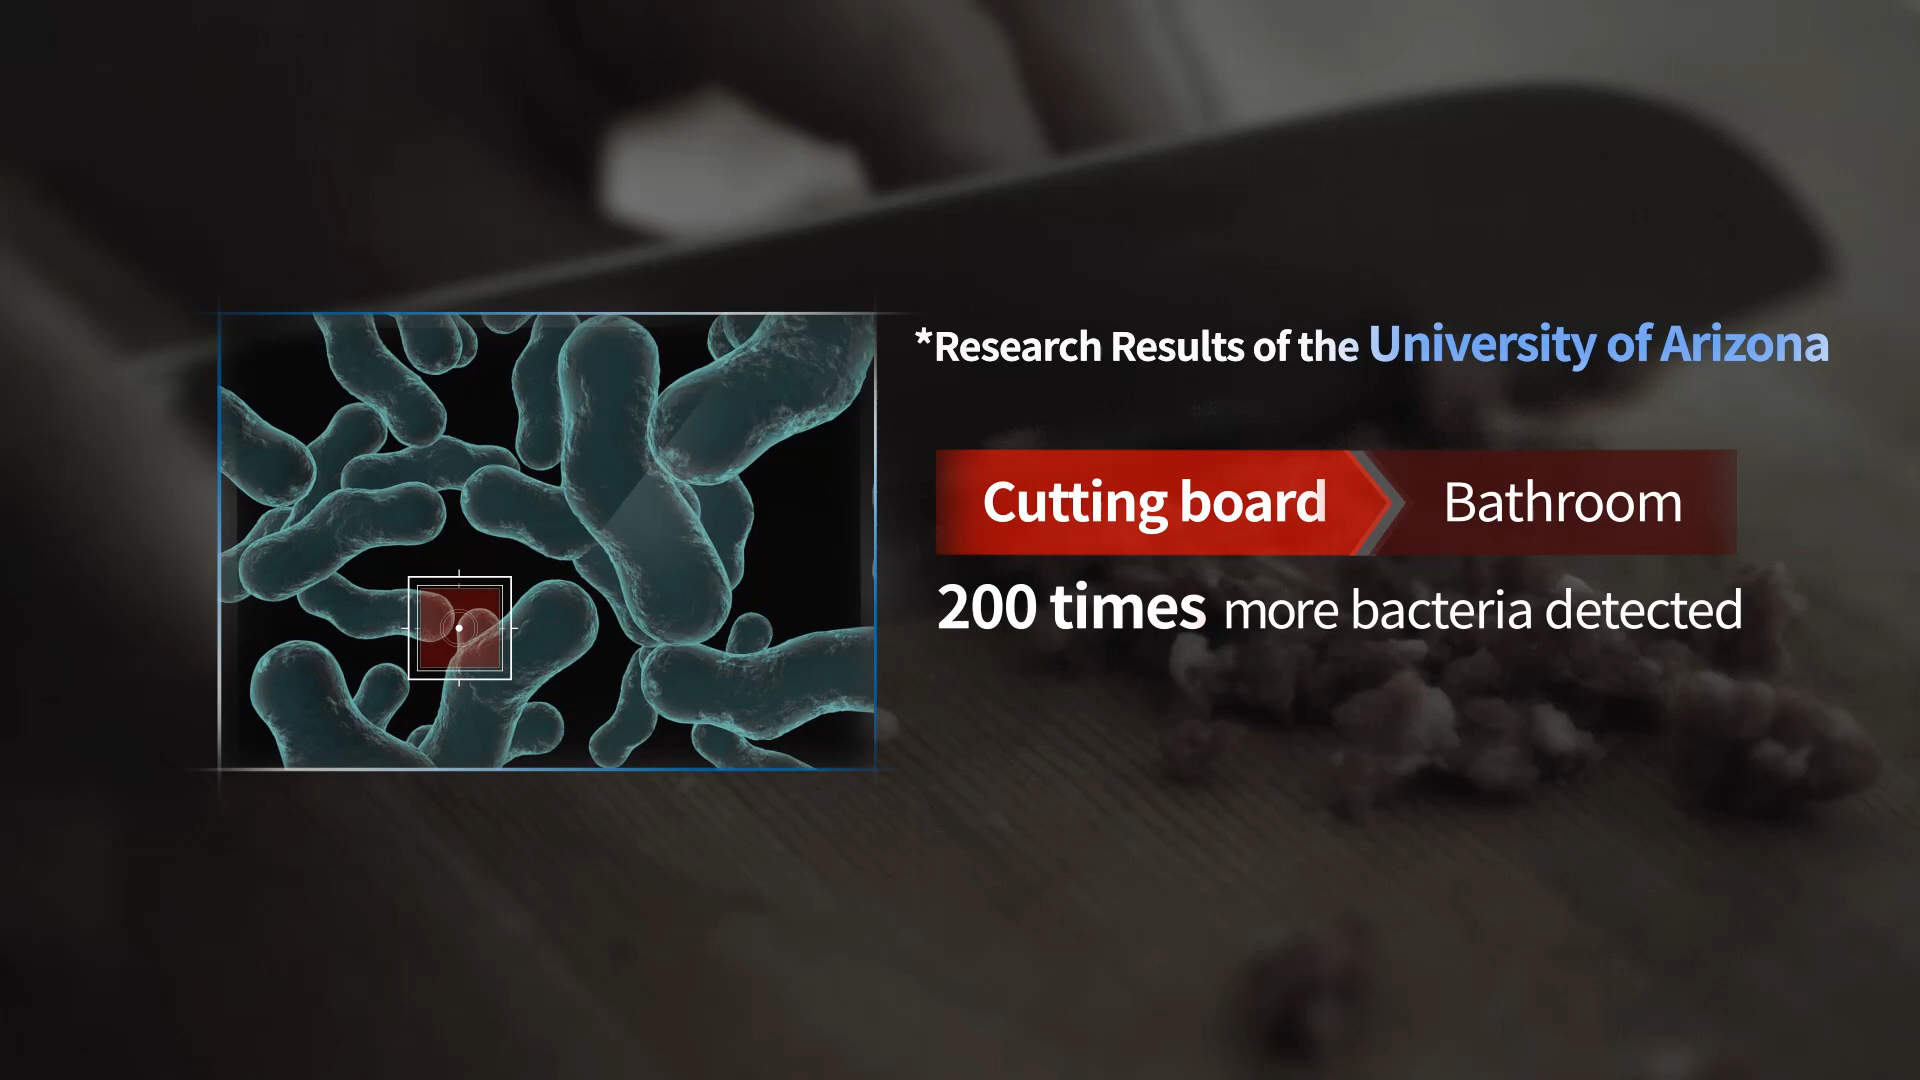 *Research Results of the University of Arizona
Cutting board Bathroom
200 times more bacteria detected